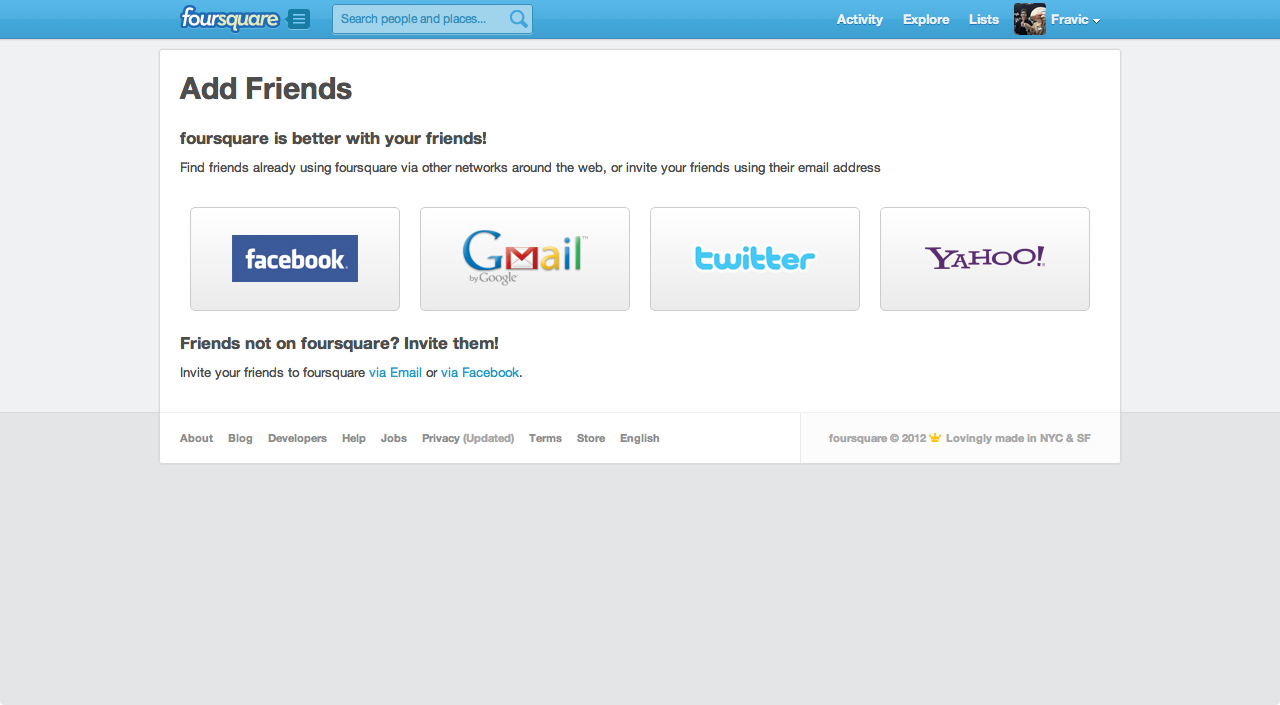 foursquare Search people and places... Activity Explore Lists Fravic
Add Friends
foursquare is better with your friends!
Find friends already using foursquare via other networks around the web, or invite your friends using their email address
facebook. Gmail™ twitter YAHOO!®
by Google
Friends not on foursquare? Invite them!
Invite your friends to foursquare via Email or via Facebook.
About Blog Developers Help Jobs Privacy (Updated) Terms Store English foursquare © 2012 Lovingly made in NYC & SF